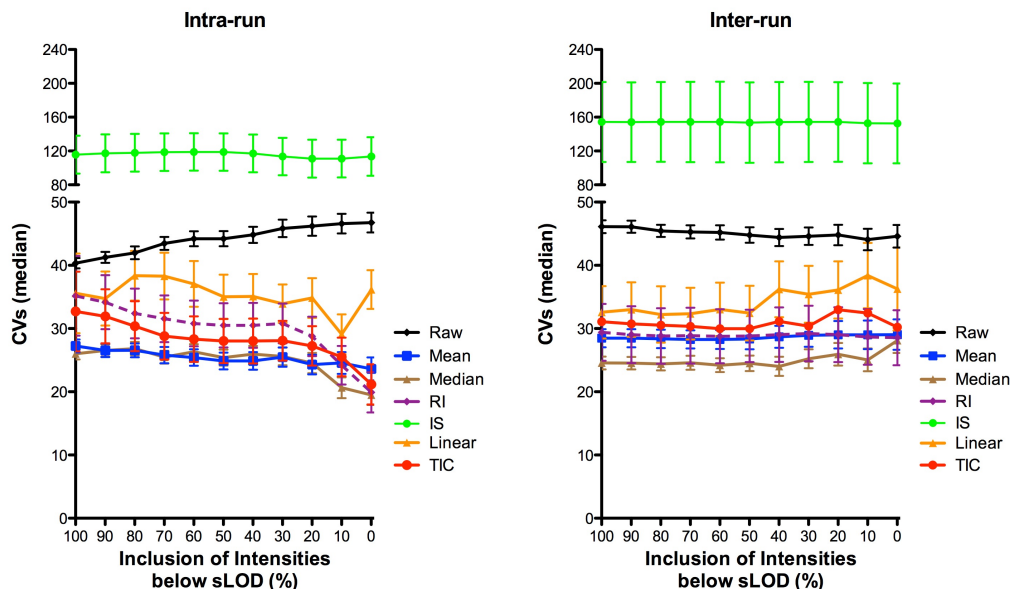 Intra-run
240
200
160
120
80
50
40
30
20
10
0
CVs (median)
100 90 80 70 60 50 40 30 20 10 0
Inclusion of Intensities
below sLOD (%)
Raw
Mean
Median
RI
IS
Linear
TIC
Inter-run
240
200
160
120
80
50
40
30
20
10
0
CVs (median)
100 90 80 70 60 50 40 30 20 10 0
Inclusion of Intensities
below sLOD (%)
Raw
Mean
Median
RI
IS
Linear
TIC